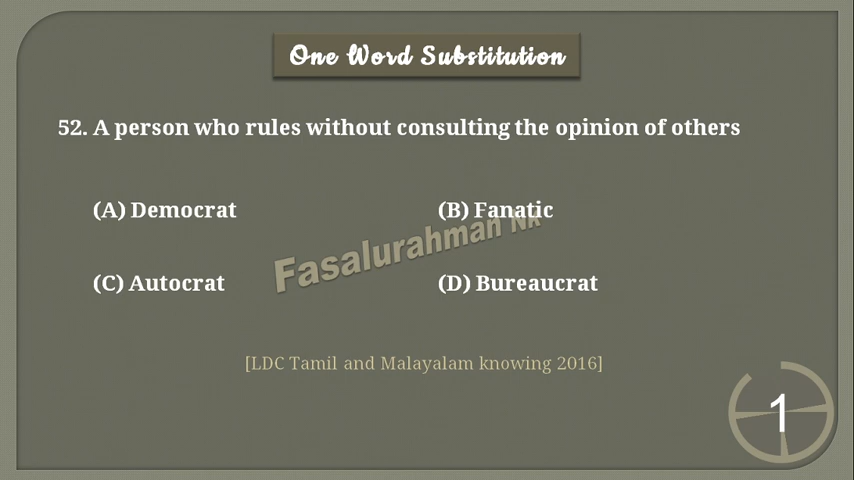 One Word Substitution
52. A person who rules without consulting the opinion of others
(A) Democrat
(B) Fanatic
(C) Autocrat
(D) Bureaucrat
Fasalurahman Nk
[LDC Tamil and Malayalam knowing 2016]
1